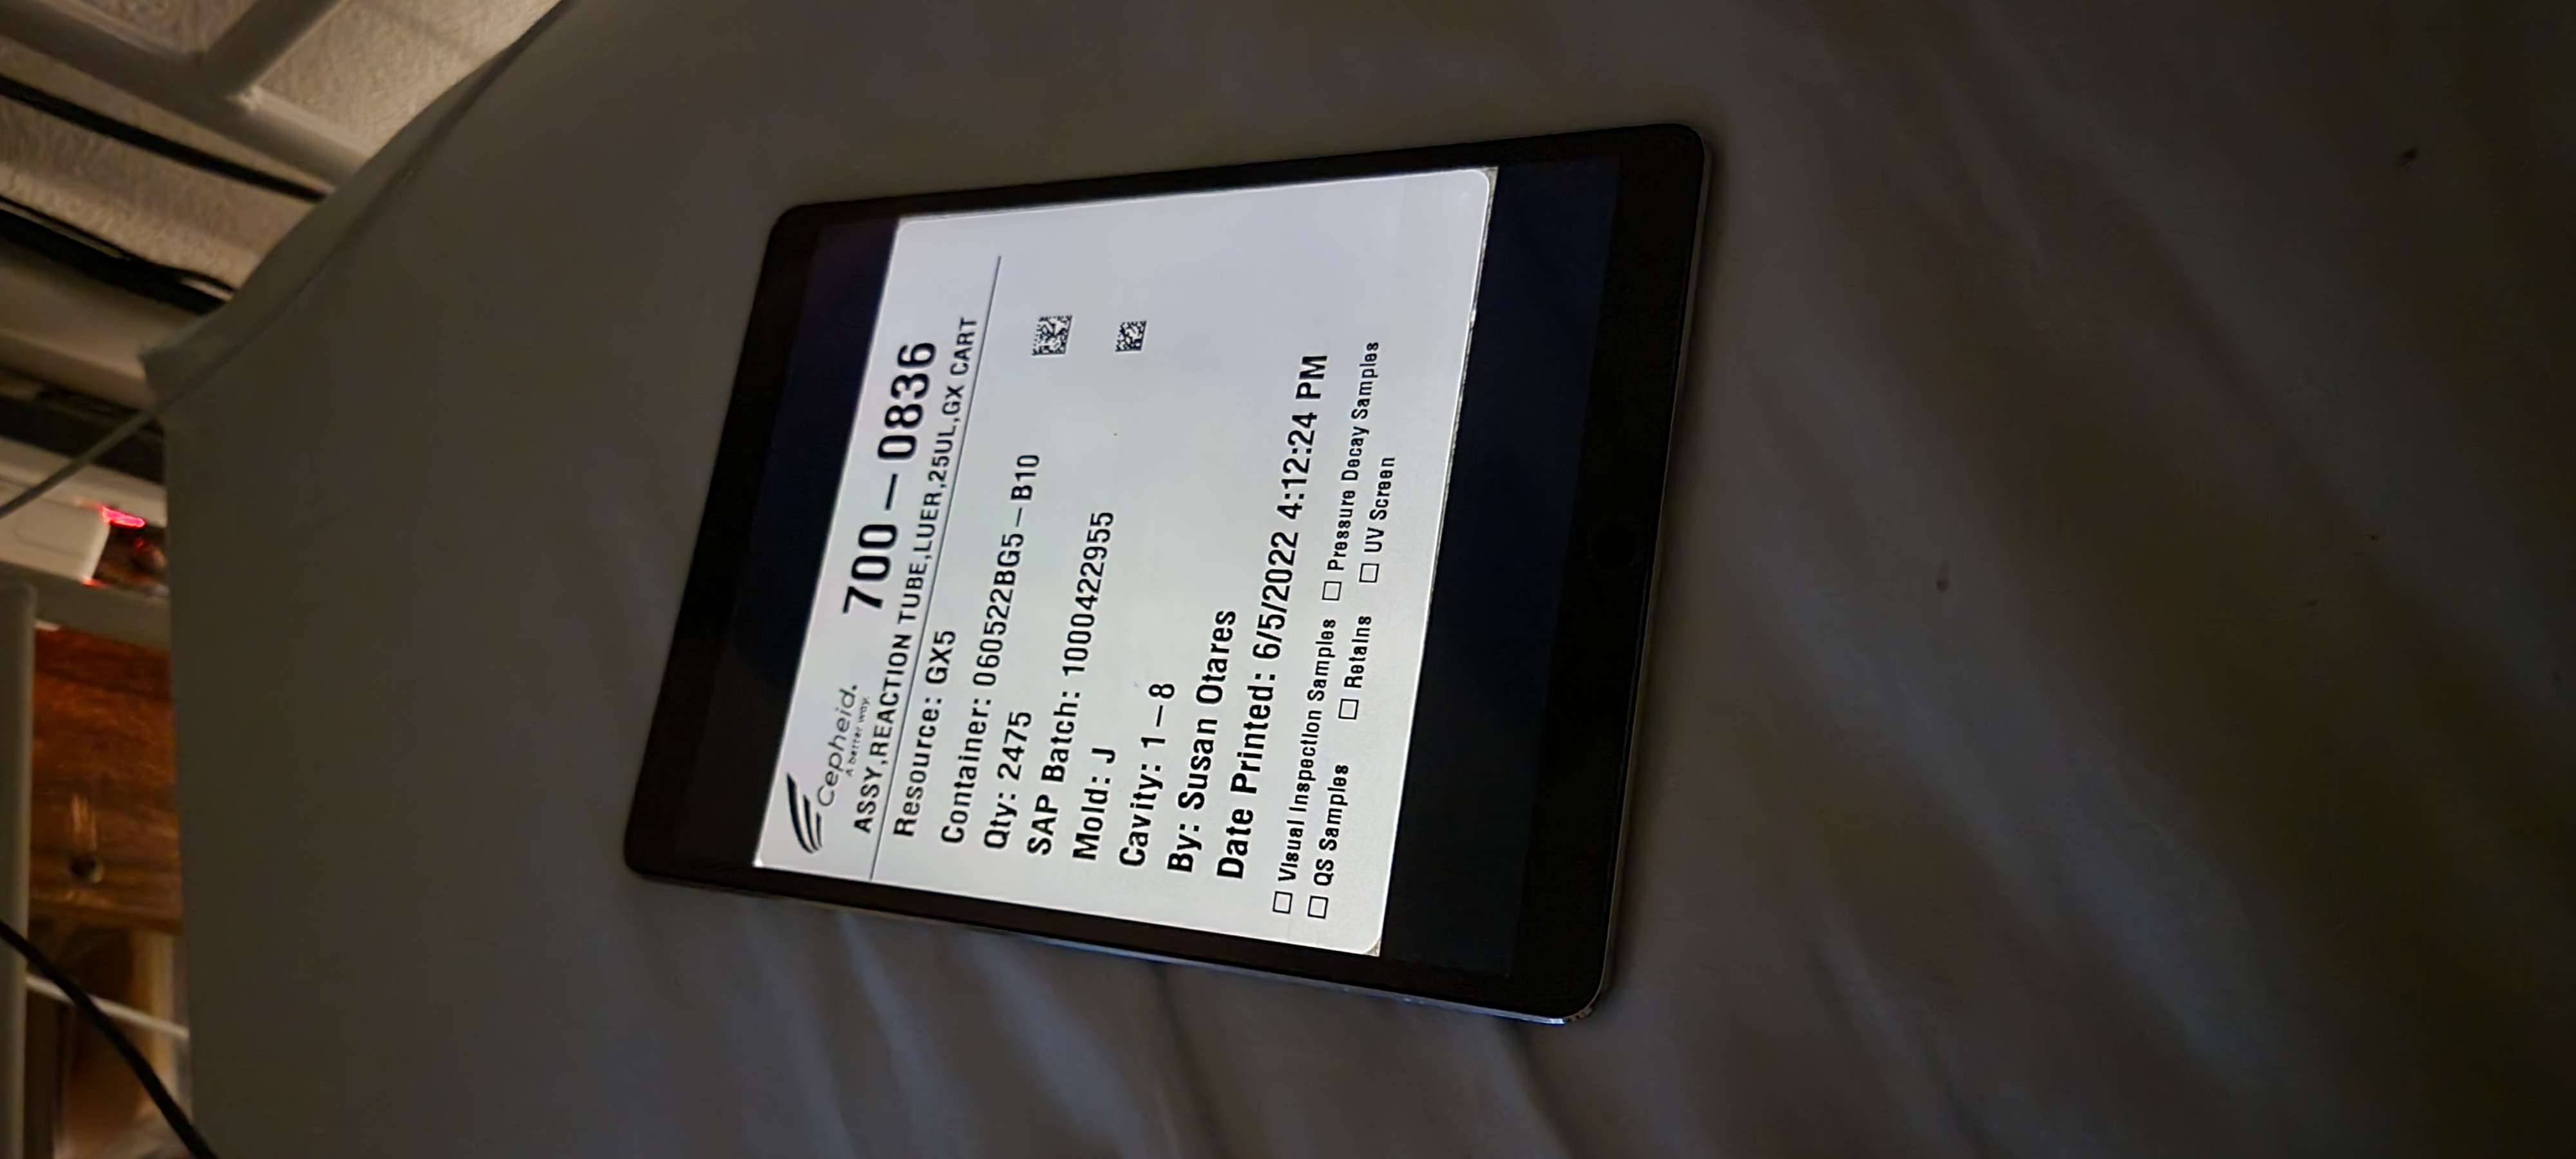 Cepheid.
A better way.
700-0836
ASSY,REACTION TUBE,LUER,25UL,GX CART
Resource: GX5
Container: 060522BG5-B10
Qty: 2475
SAP Batch: 1000422955
Mold: J
Cavity: 1-8
By: Susan Otares
Date Printed: 6/5/2022 4:12:24 PM
☐ Visual Inspection Samples ☐ Pressure Decay Samples
☐ QS Samples ☐ Retains ☐ UV Screen